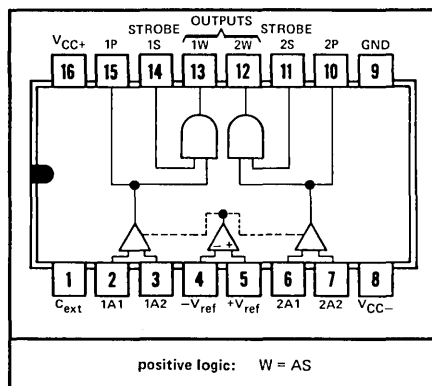 OUTPUTS
STROBE STROBE
VCC+ 1P 1S 1W 2W 2S 2P GND
16 15 14 13 12 11 10 9
− +
1 2 3 4 5 6 7 8
Cext 1A1 1A2 −Vref +Vref 2A1 2A2 VCC−
positive logic: W = AS